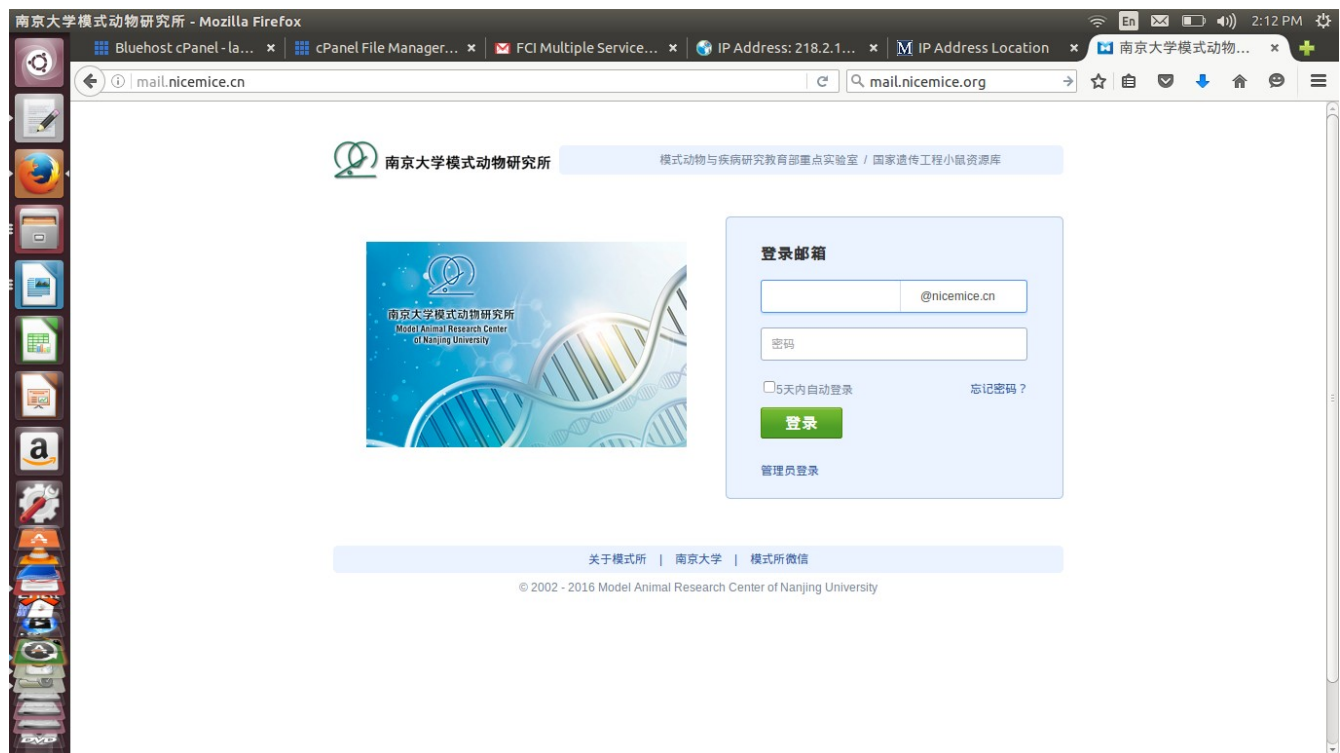 南京大学模式动物研究所 - Mozilla Firefox
En
2:12 PM
Bluehost cPanel - la...
cPanel File Manager...
FCI Multiple Service...
IP Address: 218.2.1...
IP Address Location
南京大学模式动物...
mail.nicemice.cn
mail.nicemice.org
南京大学模式动物研究所
模式动物与疾病研究教育部重点实验室 / 国家遗传工程小鼠资源库
南京大学模式动物研究所
Model Animal Research Center
of Nanjing University
登录邮箱
@nicemice.cn
密码
5天内自动登录
忘记密码？
登录
管理员登录
关于模式所 | 南京大学 | 模式所微信
© 2002 - 2016 Model Animal Research Center of Nanjing University
a